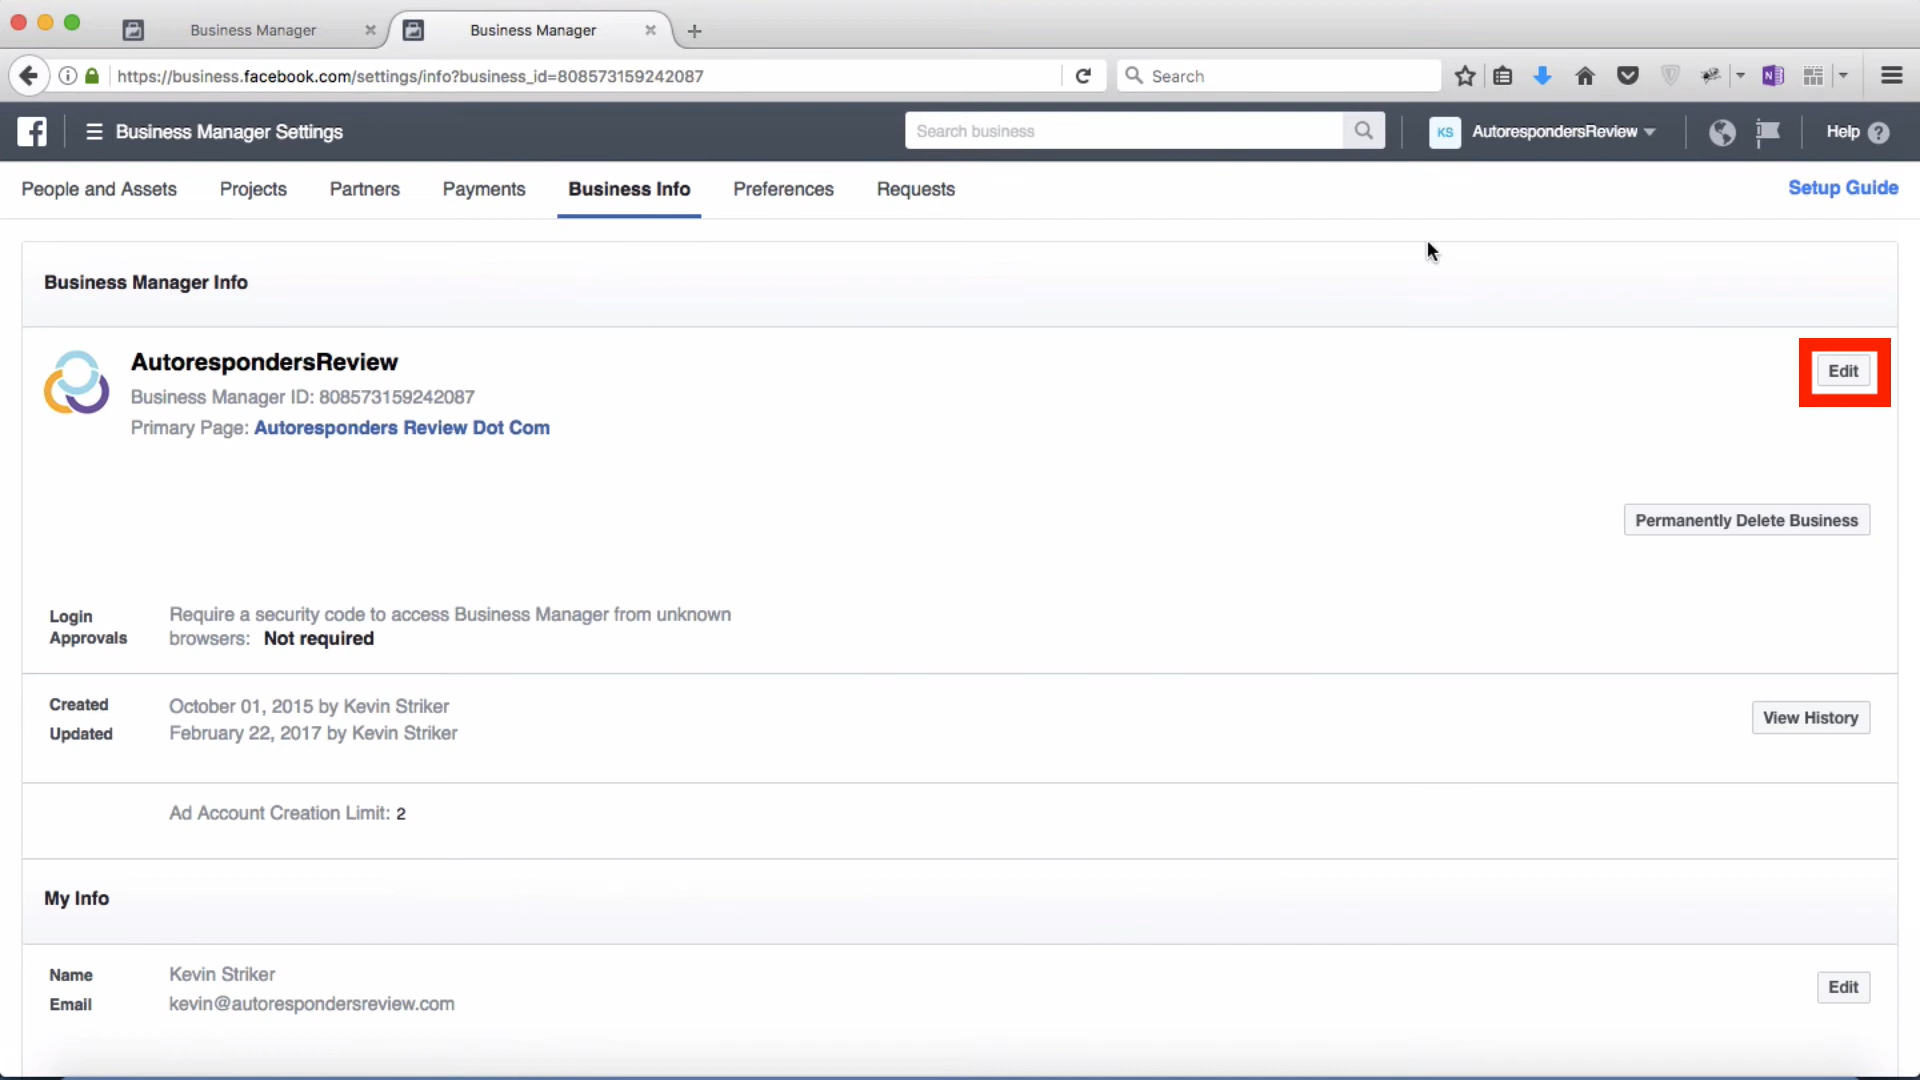 Business Manager
Business Manager
https://business.facebook.com/settings/info?business_id=808573159242087
Search
Business Manager Settings
Search business
KS
AutorespondersReview
Help
People and Assets
Projects
Partners
Payments
Business Info
Preferences
Requests
Setup Guide
Business Manager Info
AutorespondersReview
Edit
Business Manager ID: 808573159242087
Primary Page: Autoresponders Review Dot Com
Permanently Delete Business
Login Approvals
Require a security code to access Business Manager from unknown
browsers: Not required
Created
October 01, 2015 by Kevin Striker
Updated
February 22, 2017 by Kevin Striker
View History
Ad Account Creation Limit: 2
My Info
Name
Kevin Striker
Email
kevin@autorespondersreview.com
Edit